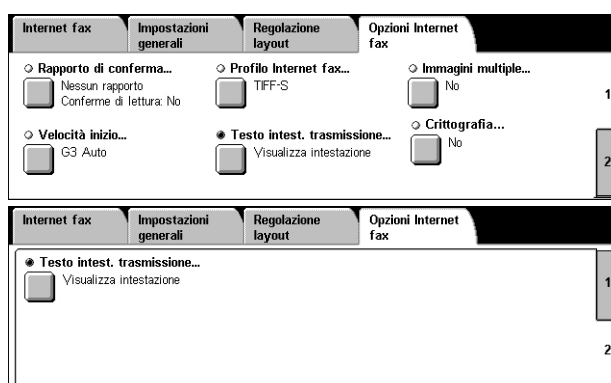 Internet fax
Impostazioni generali
Regolazione layout
Opzioni Internet fax
Rapporto di conferma...
Nessun rapporto
Conferme di lettura: No
Profilo Internet fax...
TIFF-S
Immagini multiple...
No
1
Velocità inizio...
G3 Auto
Testo intest. trasmissione...
Visualizza intestazione
Crittografia...
No
2
Internet fax
Impostazioni generali
Regolazione layout
Opzioni Internet fax
Testo intest. trasmissione...
Visualizza intestazione
1
2